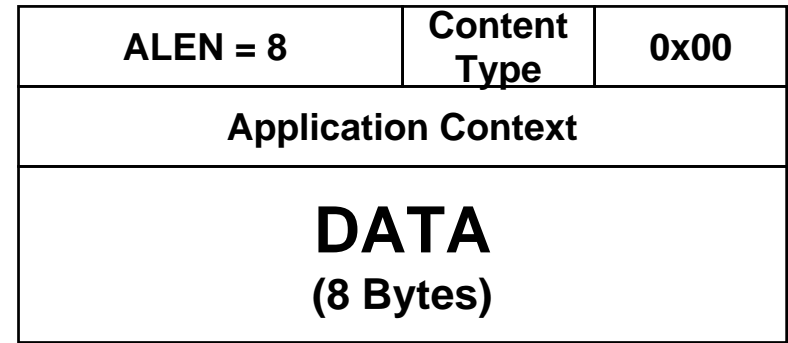 ALEN = 8
Content
Type
0x00
Application Context
DATA
(8 Bytes)